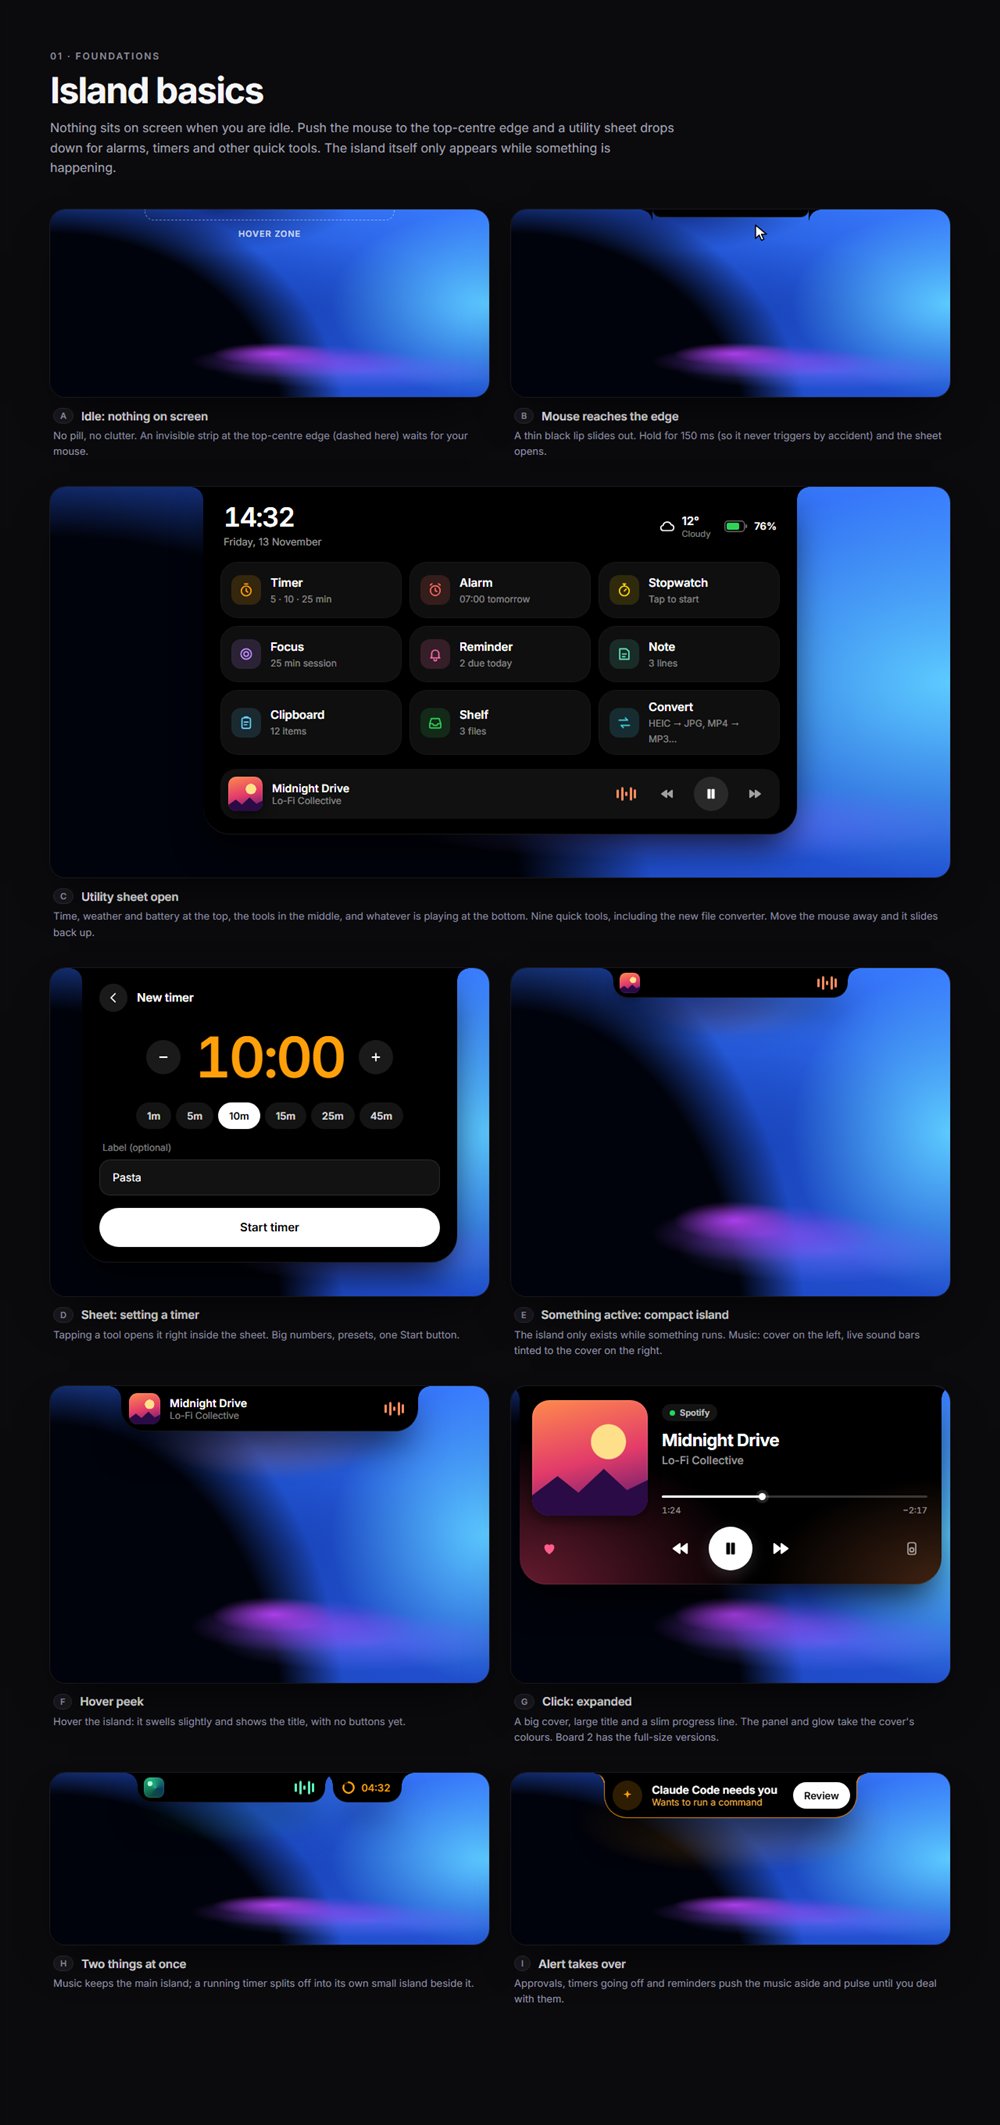 01 · FOUNDATIONS
Island basics
Nothing sits on screen when you are idle. Push the mouse to the top-centre edge and a utility sheet drops
down for alarms, timers and other quick tools. The island itself only appears while something is
happening.
HOVER ZONE
A Idle: nothing on screen
No pill, no clutter. An invisible strip at the top-centre edge (dashed here) waits for your
mouse.
B Mouse reaches the edge
A thin black lip slides out. Hold for 150 ms (so it never triggers by accident) and the sheet
opens.
14:32
Friday, 13 November
12°
Cloudy
76%
Timer
5 · 10 · 25 min
Alarm
07:00 tomorrow
Stopwatch
Tap to start
Focus
25 min session
Reminder
2 due today
Note
3 lines
Clipboard
12 items
Shelf
3 files
Convert
HEIC → JPG, MP4 →
MP3...
Midnight Drive
Lo-Fi Collective
C Utility sheet open
Time, weather and battery at the top, the tools in the middle, and whatever is playing at the bottom. Nine quick tools, including the new file converter. Move the mouse away and it slides
back up.
New timer
− 10:00 +
1m 5m 10m 15m 25m 45m
Label (optional)
Pasta
Start timer
D Sheet: setting a timer
Tapping a tool opens it right inside the sheet. Big numbers, presets, one Start button.
E Something active: compact island
The island only exists while something runs. Music: cover on the left, live sound bars
tinted to the cover on the right.
Midnight Drive
Lo-Fi Collective
F Hover peek
Hover the island: it swells slightly and shows the title, with no buttons yet.
Spotify
Midnight Drive
Lo-Fi Collective
1:24 −2:17
G Click: expanded
A big cover, large title and a slim progress line. The panel and glow take the cover's
colours. Board 2 has the full-size versions.
04:32
H Two things at once
Music keeps the main island; a running timer splits off into its own small island beside it.
Claude Code needs you
Wants to run a command
Review
I Alert takes over
Approvals, timers going off and reminders push the music aside and pulse until you deal
with them.